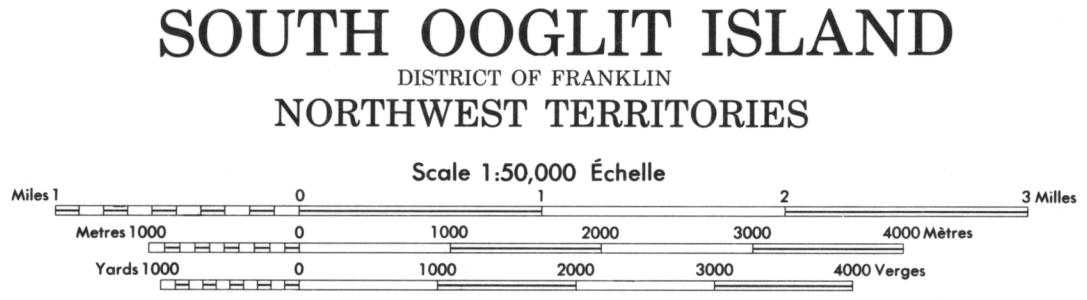 SOUTH OOGLIT ISLAND
DISTRICT OF FRANKLIN
NORTHWEST TERRITORIES
Scale 1:50,000 Échelle
Miles 1 0 1 2 3 Milles
Metres 1000 0 1000 2000 3000 4000 Mètres
Yards 1000 0 1000 2000 3000 4000 Verges